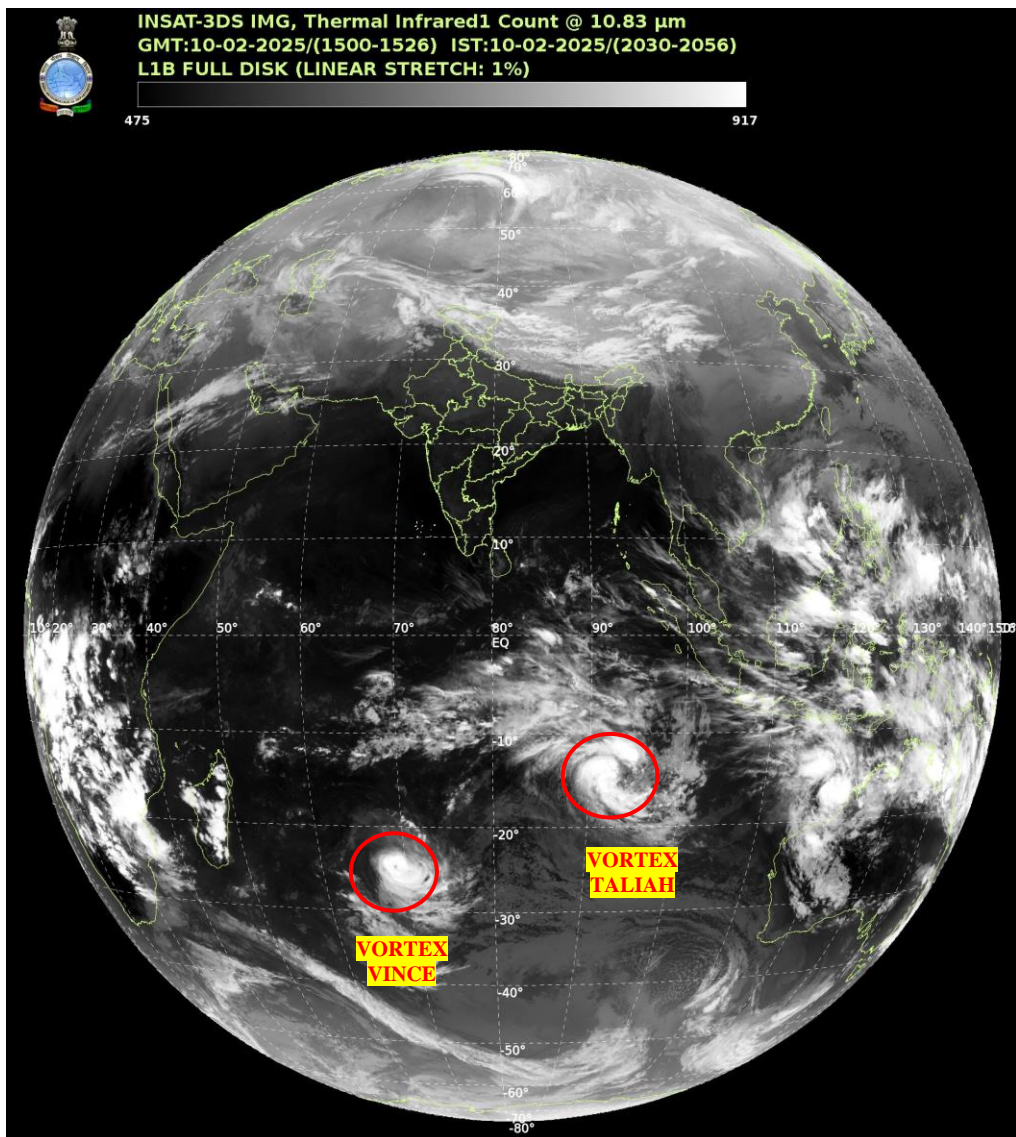 INSAT-3DS IMG, Thermal Infrared1 Count @ 10.83 μm
GMT:10-02-2025/(1500-1526) IST:10-02-2025/(2030-2056)
L1B FULL DISK (LINEAR STRETCH: 1%)
475 917
80°
70°
60°
50°
40°
30°
20°
10°
10° 20° 30° 40° 50° 60° 70° 80° 90° 100° 110° 120° 130° 140°
EQ
-10°
-20°
VORTEX
TALIAH
-30°
VORTEX
VINCE
-40°
-50°
-60°
-70°
-80°